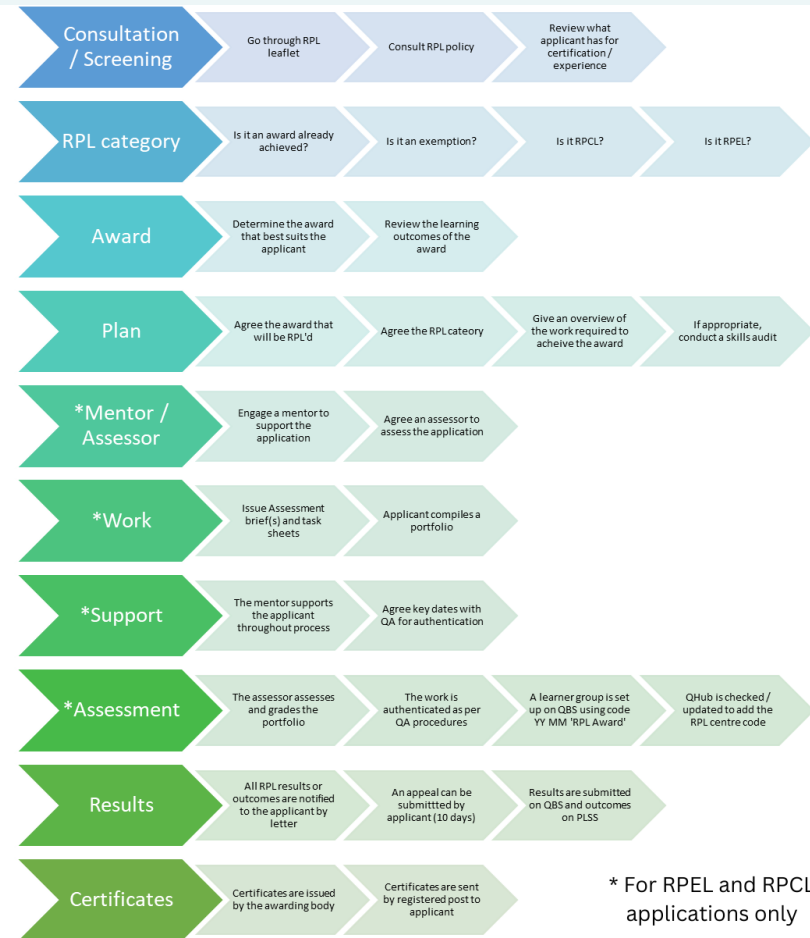 Consultation
/ Screening
Go through RPL
leaflet
Consult RPL policy
Review what
applicant has for
certification /
experience
RPL category
Is it an award already
achieved?
Is it an exemption?
Is it RPCL?
Is it RPEL?
Award
Determine the award
that best suits the
applicant
Review the learning
outcomes of the
award
Plan
Agree the award that
will be RPL'd
Agree the RPL cateory
Give an overview of
the work required to
acheive the award
If appropriate,
conduct a skills audit
*Mentor /
Assessor
Engage a mentor to
support the
application
Agree an assessor to
assess the application
*Work
Issue Assessment
brief(s) and task
sheets
Applicant compiles a
portfolio
*Support
The mentor supports
the applicant
throughout process
Agree key dates with
QA for authentication
*Assessment
The assessor assesses
and grades the
portfolio
The work is
authenticated as per
QA procedures
A learner group is set
up on QBS using code
YY MM 'RPL Award'
QHub is checked /
updated to add the
RPL centre code
Results
All RPL results or
outcomes are notified
to the applicant by
letter
An appeal can be
submittted by
applicant (10 days)
Results are submitted
on QBS and outcomes
on PLSS
Certificates
Certificates are issued
by the awarding body
Certificates are sent
by registered post to
applicant
* For RPEL and RPCL
applications only